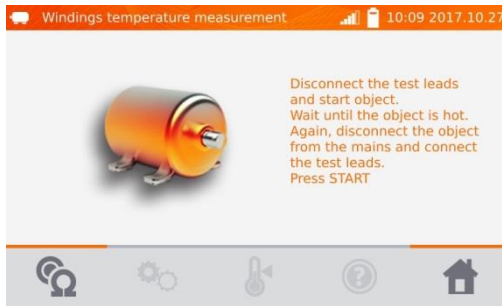 Windings temperature measurement
10:09 2017.10.27
Disconnect the test leads
and start object.
Wait until the object is hot.
Again, disconnect the object
from the mains and connect
the test leads.
Press START
Ω
?